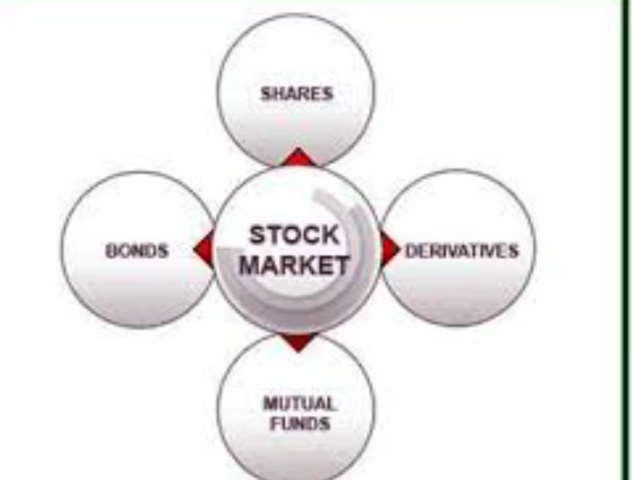 SHARES
BONDS
STOCK
MARKET
DERIVATIVES
MUTUAL
FUNDS